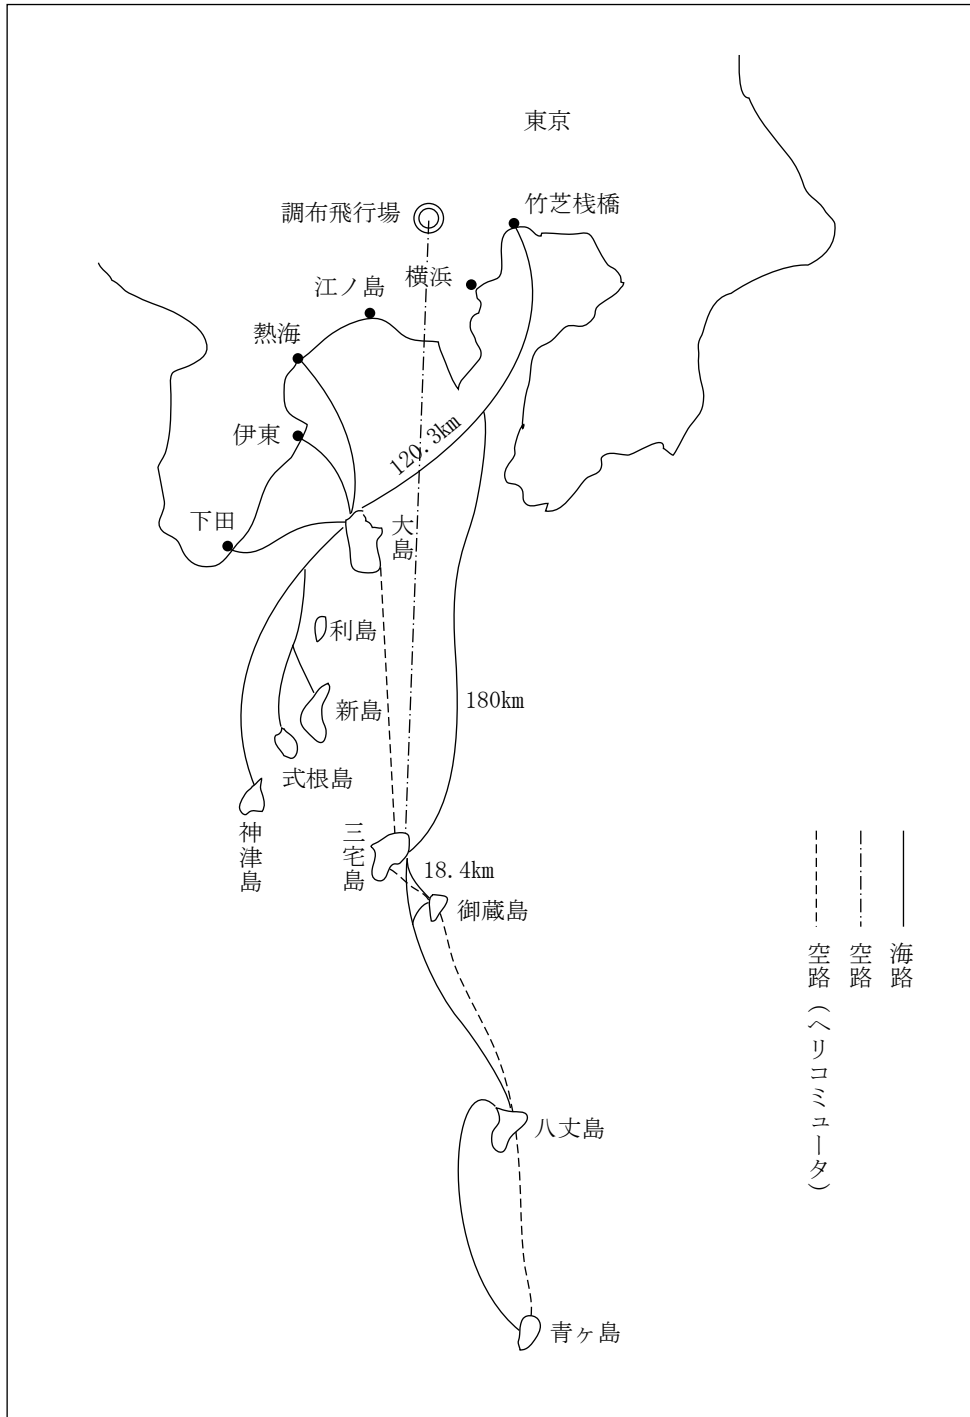 東京
竹芝桟橋
調布飛行場
横浜
江ノ島
熱海
伊東
120.3km
下田
大島
利島
180km
新島
式根島
神津島
三宅島
18.4km
御蔵島
海路
空路
空路（ヘリコミュータ）
八丈島
青ヶ島